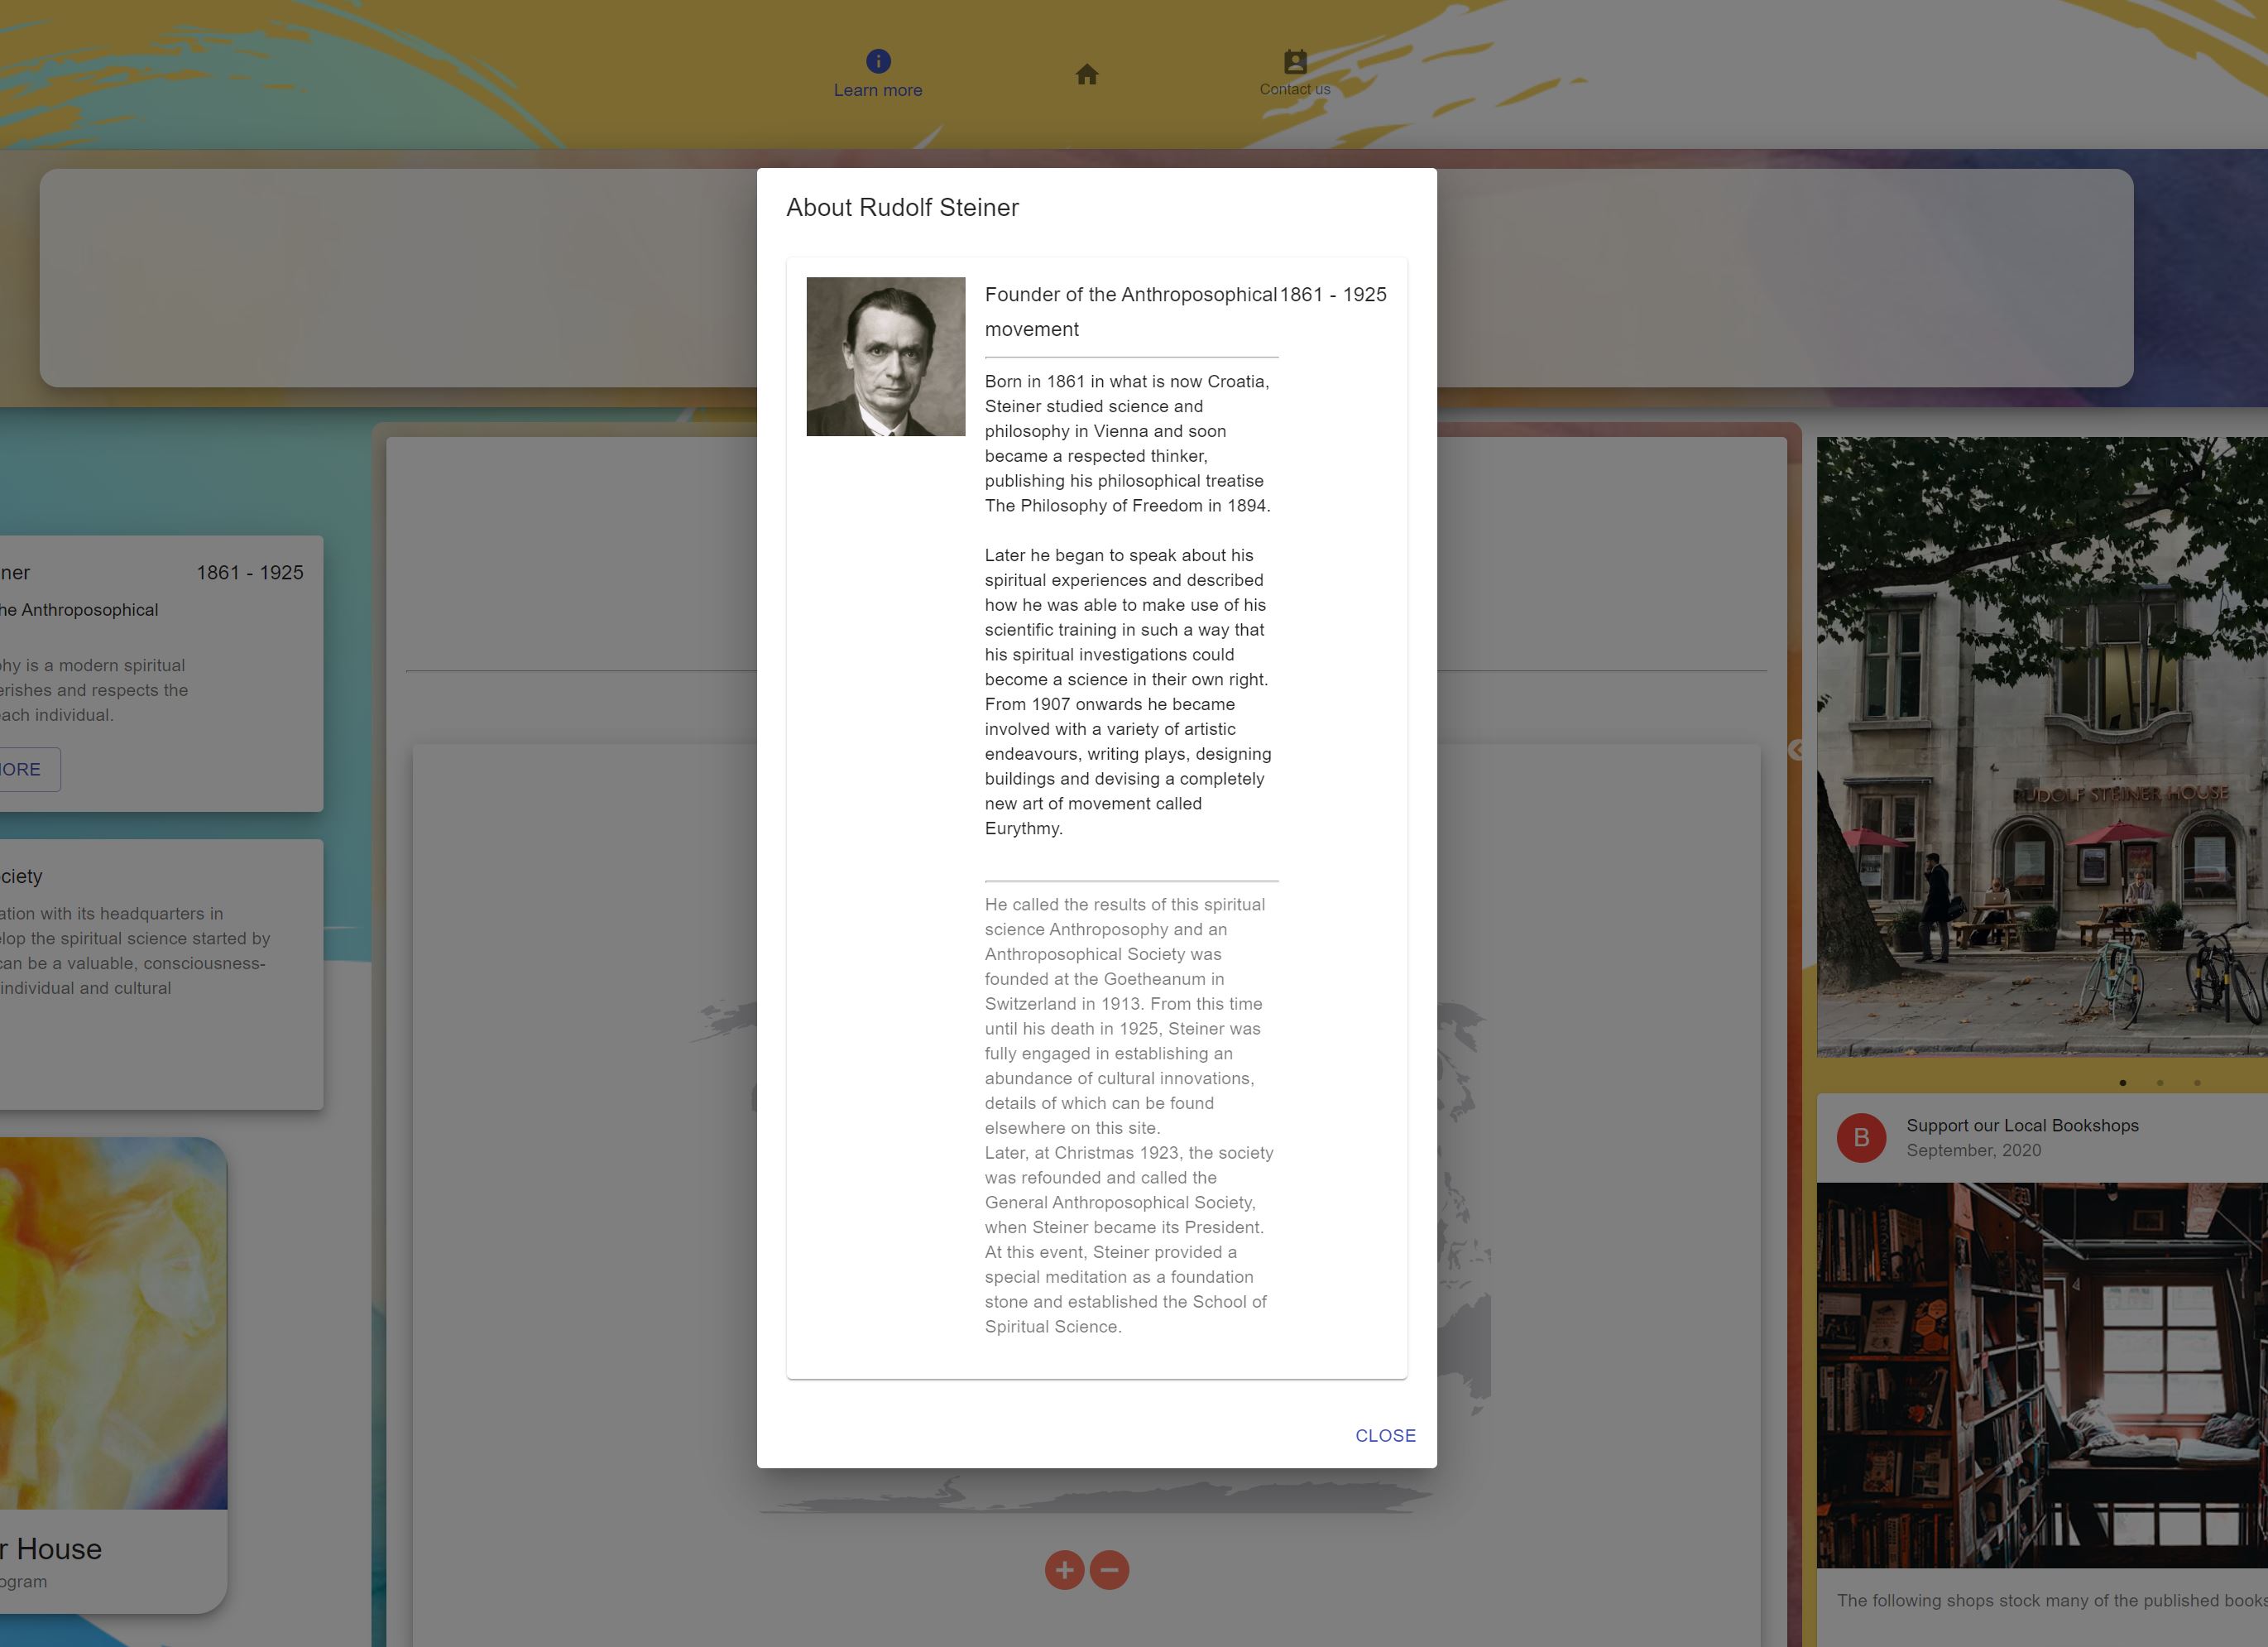 Learn more
Contact us
About Rudolf Steiner
Founder of the Anthroposophical
movement
1861 - 1925
Born in 1861 in what is now Croatia,
Steiner studied science and
philosophy in Vienna and soon
became a respected thinker,
publishing his philosophical treatise
The Philosophy of Freedom in 1894.
Later he began to speak about his
spiritual experiences and described
how he was able to make use of his
scientific training in such a way that
his spiritual investigations could
become a science in their own right.
From 1907 onwards he became
involved with a variety of artistic
endeavours, writing plays, designing
buildings and devising a completely
new art of movement called
Eurythmy.
He called the results of this spiritual
science Anthroposophy and an
Anthroposophical Society was
founded at the Goetheanum in
Switzerland in 1913. From this time
until his death in 1925, Steiner was
fully engaged in establishing an
abundance of cultural innovations,
details of which can be found
elsewhere on this site.
Later, at Christmas 1923, the society
was refounded and called the
General Anthroposophical Society,
when Steiner became its President.
At this event, Steiner provided a
special meditation as a foundation
stone and established the School of
Spiritual Science.
CLOSE
ner
1861 - 1925
he Anthroposophical
hy is a modern spiritual
erishes and respects the
ach individual.
ORE
ciety
ation with its headquarters in
elop the spiritual science started by
can be a valuable, consciousness-
individual and cultural
r House
ogram
RUDOLF STEINER HOUSE
B
Support our Local Bookshops
September, 2020
The following shops stock many of the published books